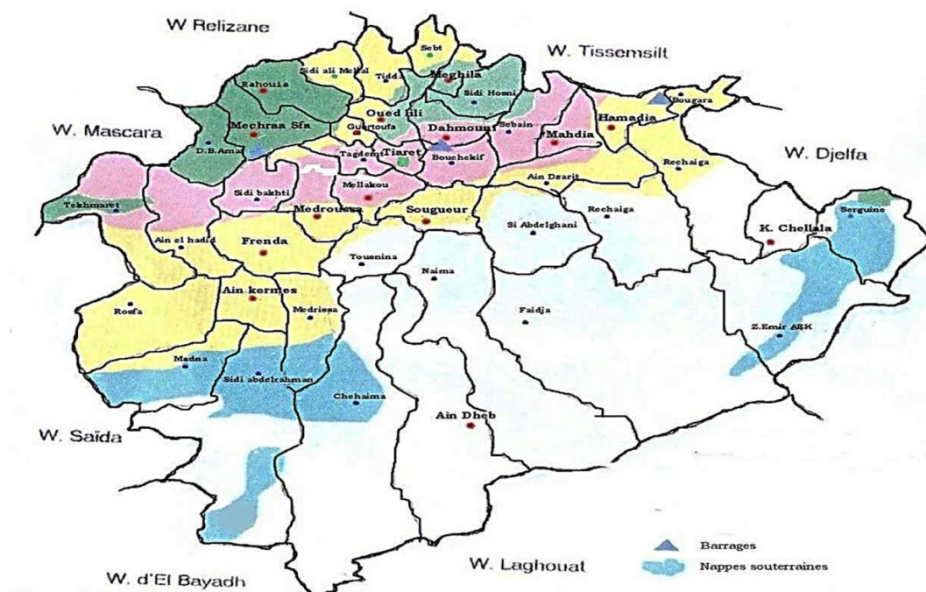 W Relizane
Sebt
W. Tissemsilt
Sidi ali Mellal
Tidda
Meghila
Rahouia
Sidi Hosni
Bougara
Oued lili
Hamadia
W. Mascara
Mechraa Sfa
Guertoufa
Dahmouni
Sebain
Mahdia
D.B.Amar
Tagdemt
Tiaret
Bouchekif
Rechaiga
W. Djelfa
Ain Dzarit
Sidi bakhti
Mellakou
Tekhmaret
Medroussa
Sougueur
Rechaiga
Serguine
Si Abdelghani
K. Chellala
Ain el hadid
Frenda
Tousnina
Naima
Ain kormes
Rosfa
Medrissa
Faidja
Z.Emir ABK
Madna
Sidi abdelrahman
Chehaima
Ain Dheb
W. Saïda
W. d'El Bayadh
W. Laghouat
Barrages
Nappes souterraines